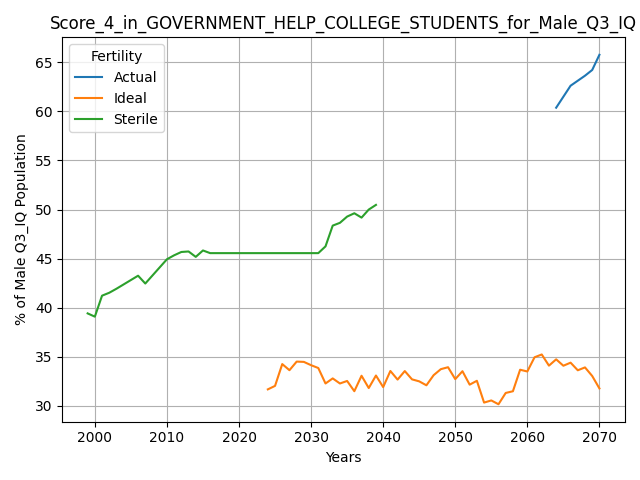 Score_4_in_GOVERNMENT_HELP_COLLEGE_STUDENTS_for_Male_Q3_IQ
Fertility
Actual
Ideal
Sterile
% of Male Q3_IQ Population
65
60
55
50
45
40
35
30
2000 2010 2020 2030 2040 2050 2060 2070
Years